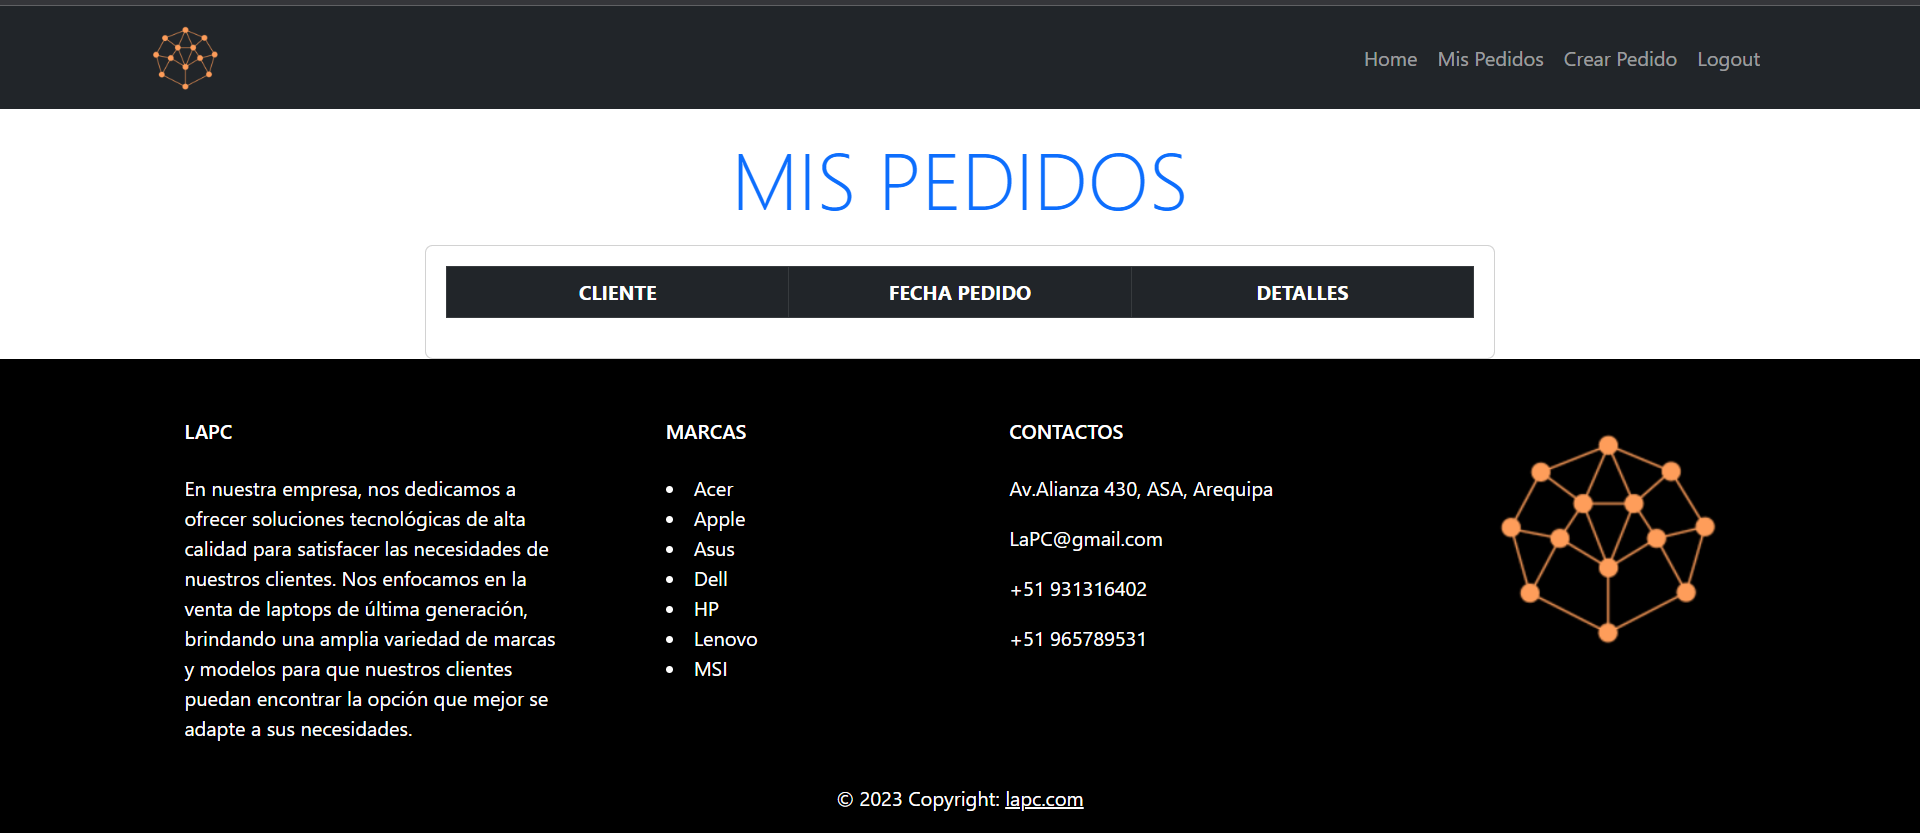 Home Mis Pedidos Crear Pedido Logout
MIS PEDIDOS
CLIENTE FECHA PEDIDO DETALLES
LAPC
En nuestra empresa, nos dedicamos a
ofrecer soluciones tecnológicas de alta
calidad para satisfacer las necesidades de
nuestros clientes. Nos enfocamos en la
venta de laptops de última generación,
brindando una amplia variedad de marcas
y modelos para que nuestros clientes
puedan encontrar la opción que mejor se
adapte a sus necesidades.
MARCAS
• Acer
• Apple
• Asus
• Dell
• HP
• Lenovo
• MSI
CONTACTOS
Av.Alianza 430, ASA, Arequipa
LaPC@gmail.com
+51 931316402
+51 965789531
© 2023 Copyright: lapc.com